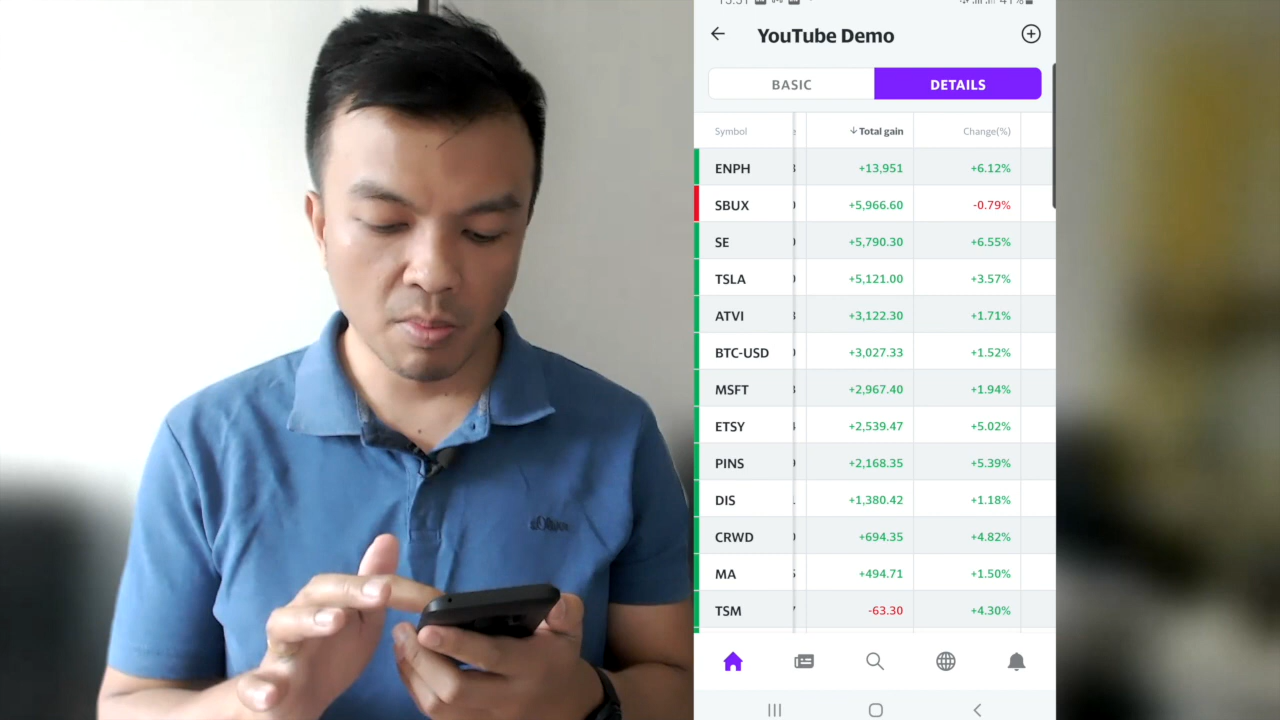 YouTube Demo
BASIC DETAILS
Symbol ↓Total gain Change(%)
ENPH +13,951 +6.12%
SBUX +5,966.60 -0.79%
SE +5,790.30 +6.55%
TSLA +5,121.00 +3.57%
ATVI +3,122.30 +1.71%
BTC-USD +3,027.33 +1.52%
MSFT +2,967.40 +1.94%
ETSY +2,539.47 +5.02%
PINS +2,168.35 +5.39%
DIS +1,380.42 +1.18%
CRWD +694.35 +4.82%
MA +494.71 +1.50%
TSM -63.30 +4.30%
s.Oliver